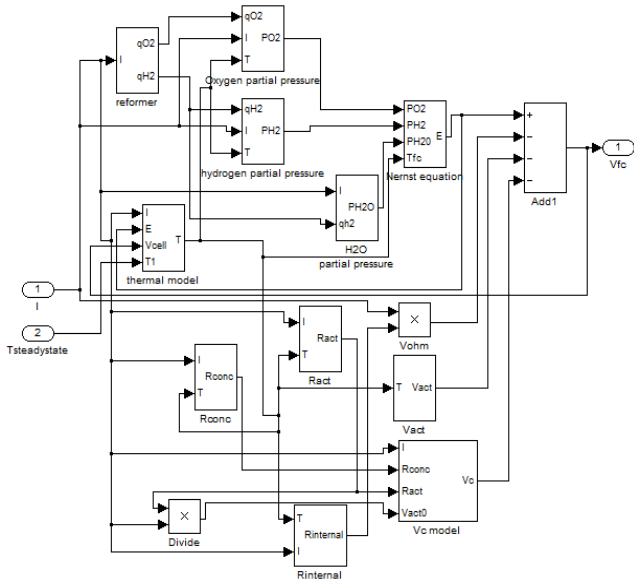 qO2
I
qH2
reformer
qO2
I
PO2
T
Oxygen partial pressure
qH2
I
PH2
T
hydrogen partial pressure
PO2
PH2
PH20
Tfc
E
Nernst equation
+
−
−
−
Add1
1
Vfc
I
PH2O
qh2
H2O
partial pressure
I
E
Vcell
T1
T
thermal model
1
I
2
Tsteadystate
I
Ract
T
Ract
×
Vohm
I
Rconc
T
Rconc
T
Vact
Vact
I
Rconc
Ract
Vact0
Vc
Vc model
×
Divide
T
Rinternal
I
Rinternal